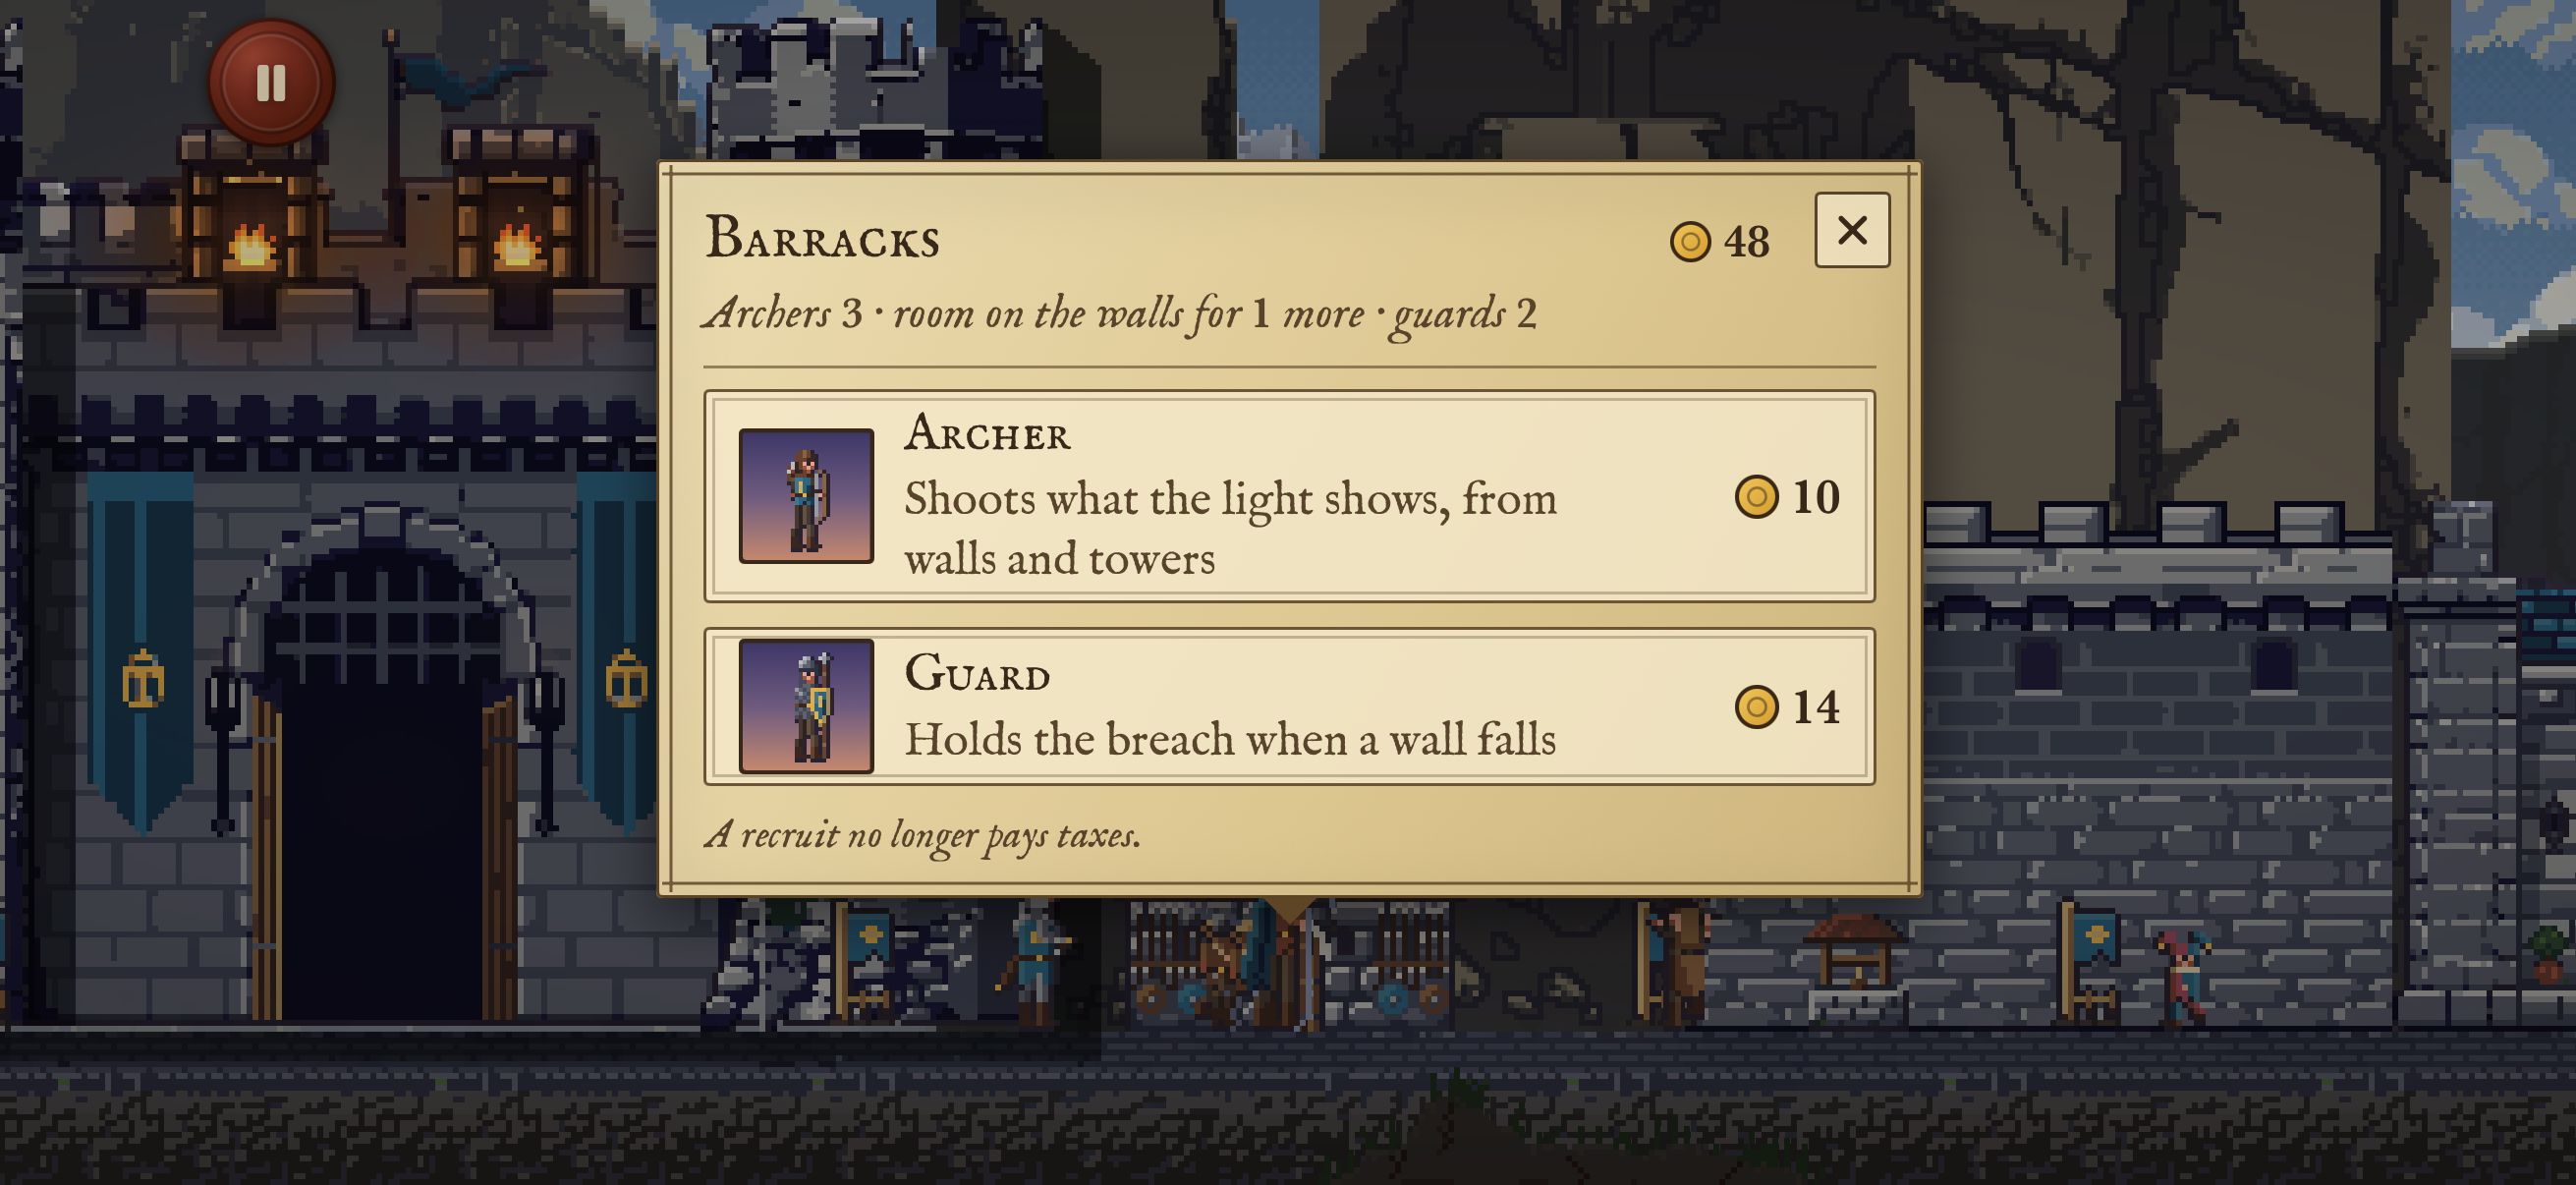 Barracks
48
Archers 3 · room on the walls for 1 more · guards 2
Archer
Shoots what the light shows, from
walls and towers
10
Guard
Holds the breach when a wall falls
14
A recruit no longer pays taxes.